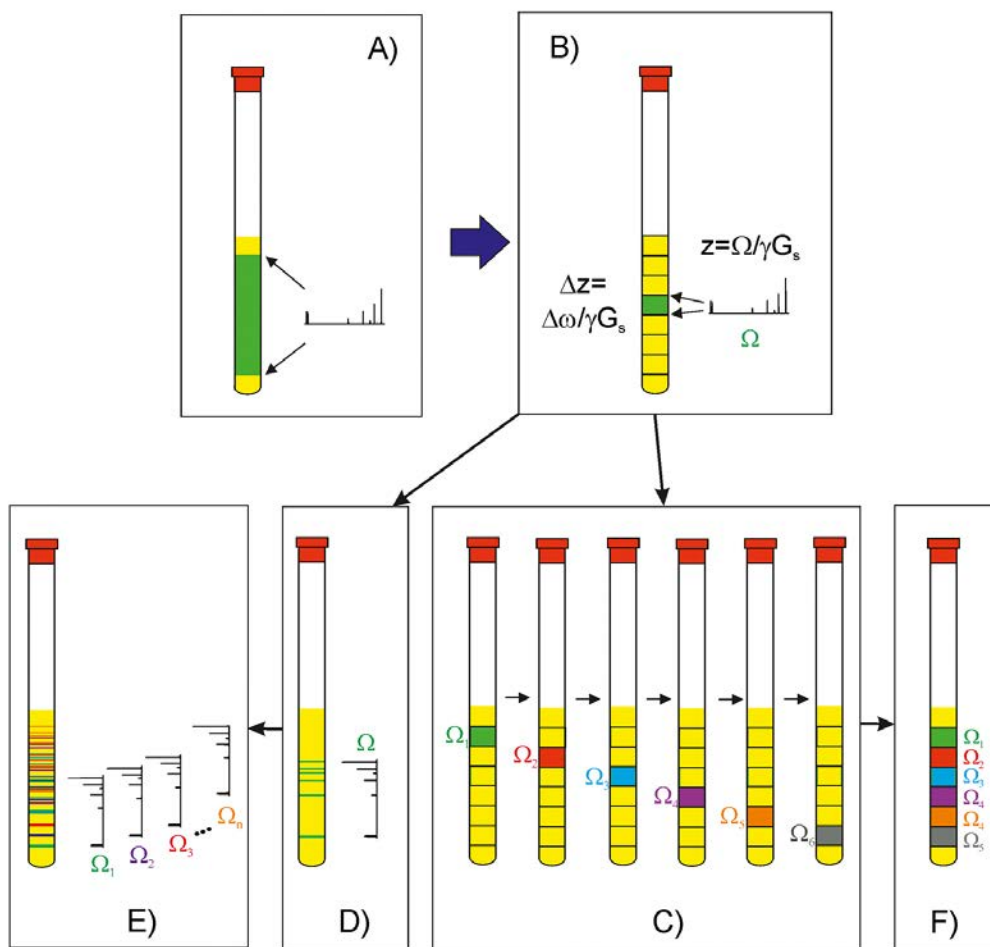 A)
B)
z=Ω/γGₛ
Δz=
Δω/γGₛ
Ω
Ω₁
Ω₂
Ω₃
Ω₄
Ω₅
Ω₆
C)
Ω
D)
Ω₁
Ω₂
Ω₃
Ωₙ
E)
Ω₁
Ω₂
Ω₃
Ω₄
Ω₄
Ω₅
F)